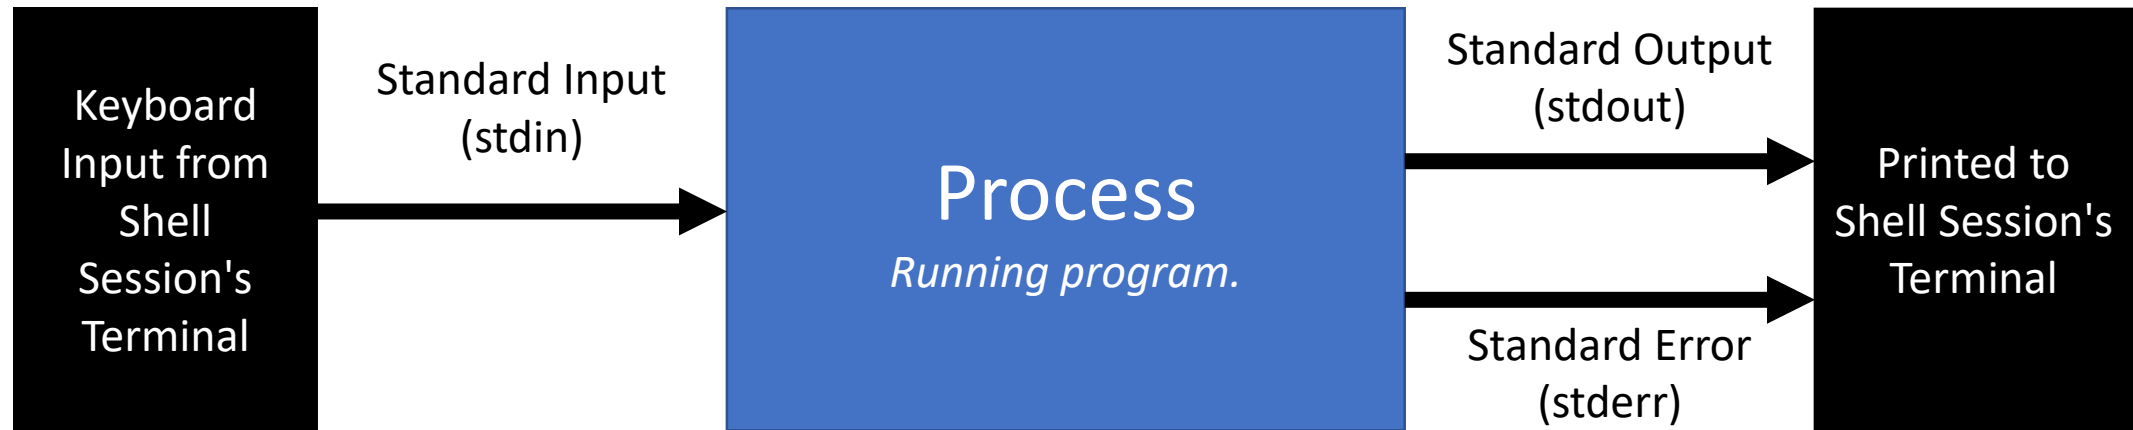 Keyboard
Input from
Shell
Session's
Terminal
Standard Input
(stdin)
Process
Running program.
Standard Output
(stdout)
Standard Error
(stderr)
Printed to
Shell Session's
Terminal